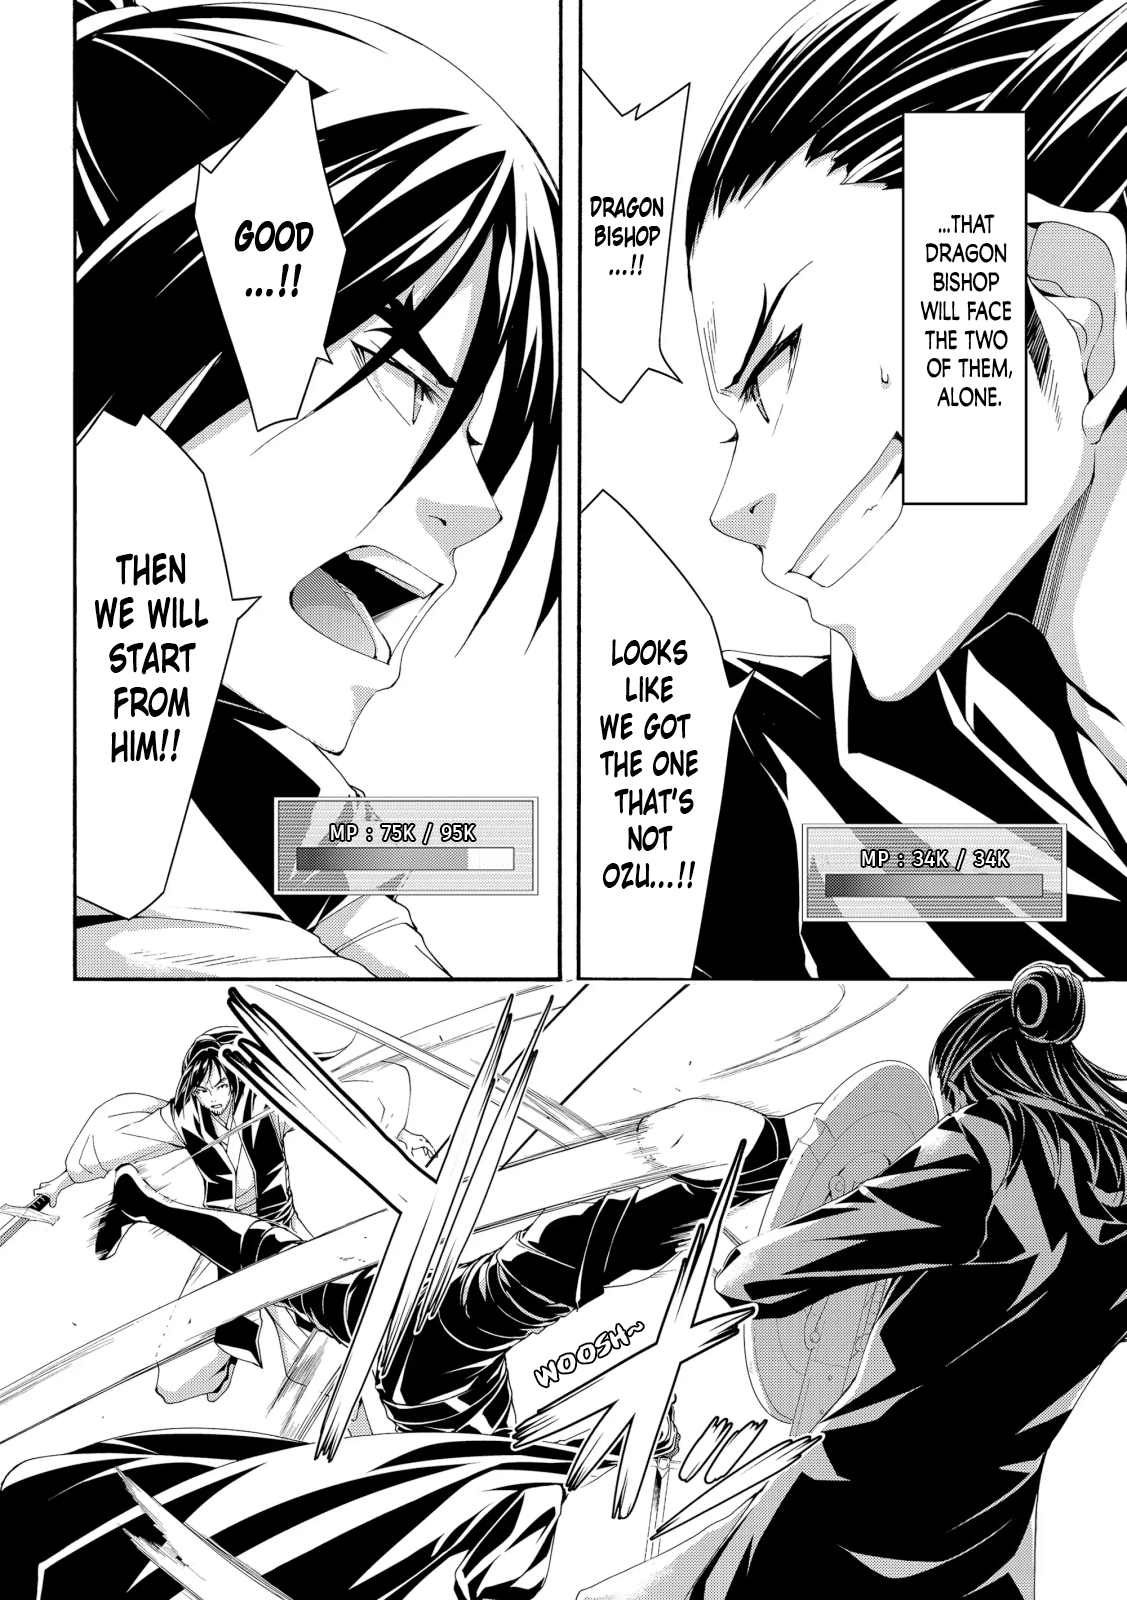 ...THAT
DRAGON
BISHOP
WILL FACE
THE TWO
OF THEM,
ALONE.
DRAGON
BISHOP
...!!
LOOKS
LIKE
WE GOT
THE ONE
THAT'S
NOT
OZU...!!
MP : 34K / 34K
GOOD
...!!
THEN
WE WILL
START
FROM
HIM!!
MP : 75K / 95K
WOOSH~